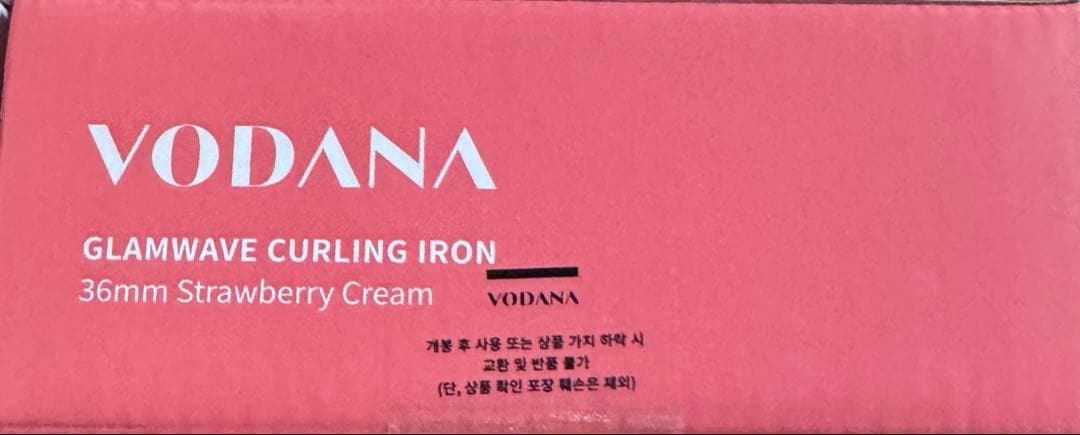 VODANA
GLAMWAVE CURLING IRON
36mm Strawberry Cream
VODANA
개봉 후 사용 또는 상품 가치 하락 시
교환 및 반품 불가
(단, 상품 확인 포장 훼손은 제외)